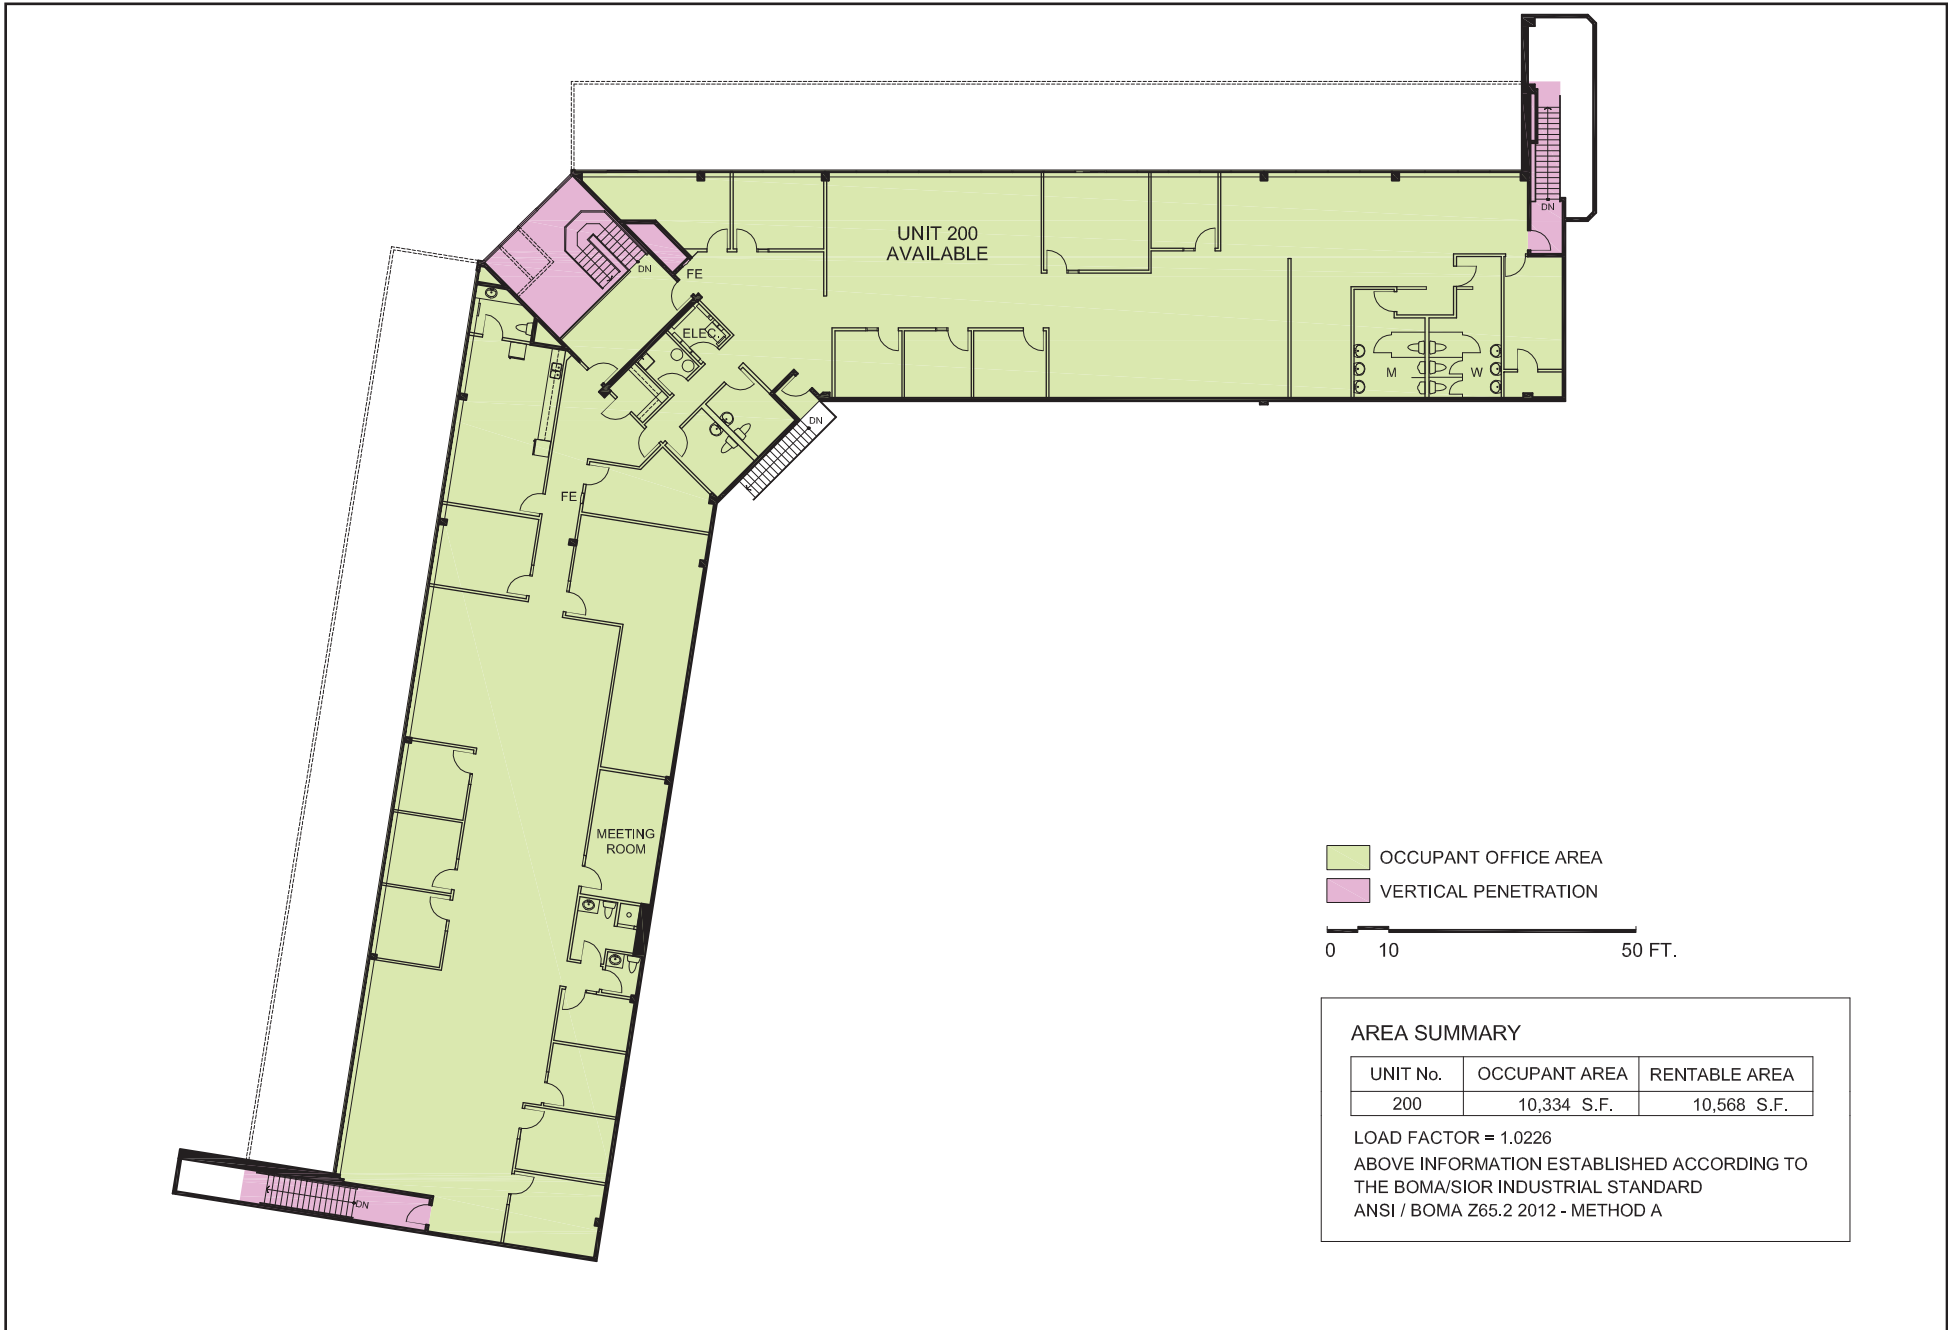 DN
UNIT 200
AVAILABLE
DN
FE
ELEC.
M
W
DN
FE
MEETING
ROOM
OCCUPANT OFFICE AREA
VERTICAL PENETRATION
0 10 50 FT.
AREA SUMMARY
UNIT No. OCCUPANT AREA RENTABLE AREA
200 10,334 S.F. 10,568 S.F.
LOAD FACTOR = 1.0226
ABOVE INFORMATION ESTABLISHED ACCORDING TO
THE BOMA/SIOR INDUSTRIAL STANDARD
ANSI / BOMA Z65.2 2012 - METHOD A
DN